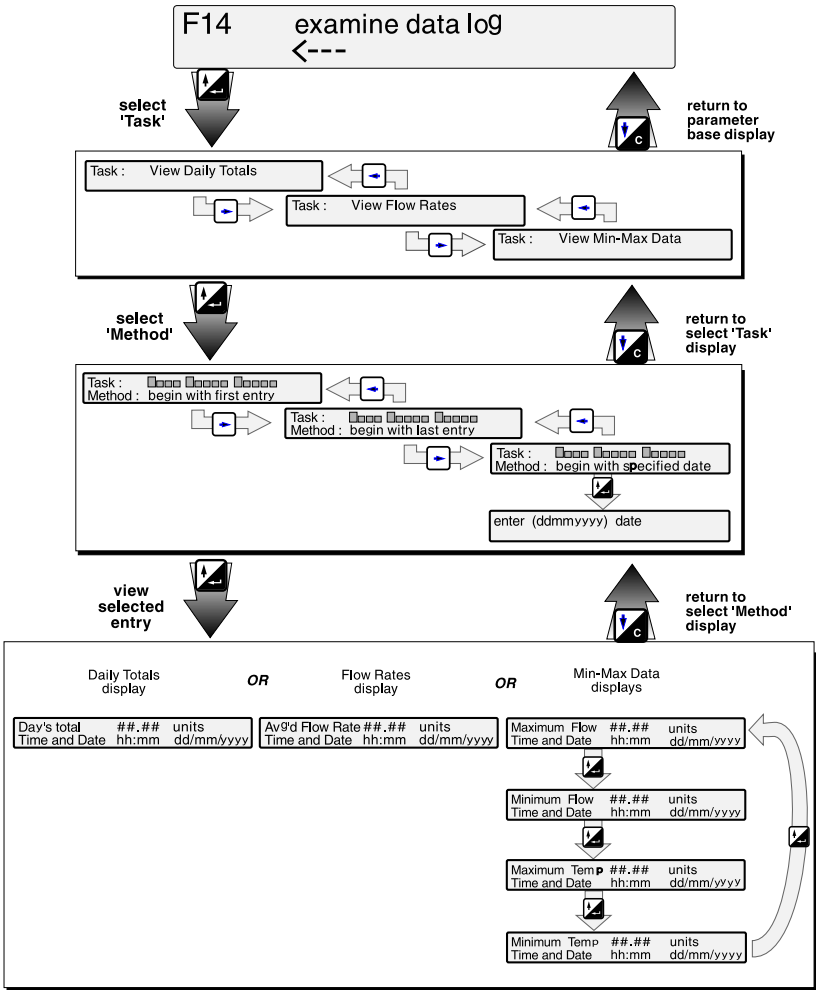 F14 examine data log
<---
select
'Task'
return to
parameter
base display
C
Task : View Daily Totals
Task : View Flow Rates
Task : View Min-Max Data
select
'Method'
return to
select 'Task'
display
C
Task :
Method : begin with first entry
Task :
Method : begin with last entry
Task :
Method : begin with specified date
enter (ddmmyyyy) date
view
selected
entry
return to
select 'Method'
display
C
Daily Totals
display
OR
Flow Rates
display
OR
Min-Max Data
displays
Day's total ##.## units
Time and Date hh:mm dd/mm/yyyy
Avg'd Flow Rate ##.## units
Time and Date hh:mm dd/mm/yyyy
Maximum Flow ##.## units
Time and Date hh:mm dd/mm/yyyy
Minimum Flow ##.## units
Time and Date hh:mm dd/mm/yyyy
Maximum Temp ##.## units
Time and Date hh:mm dd/mm/yyyy
Minimum Temp ##.## units
Time and Date hh:mm dd/mm/yyyy